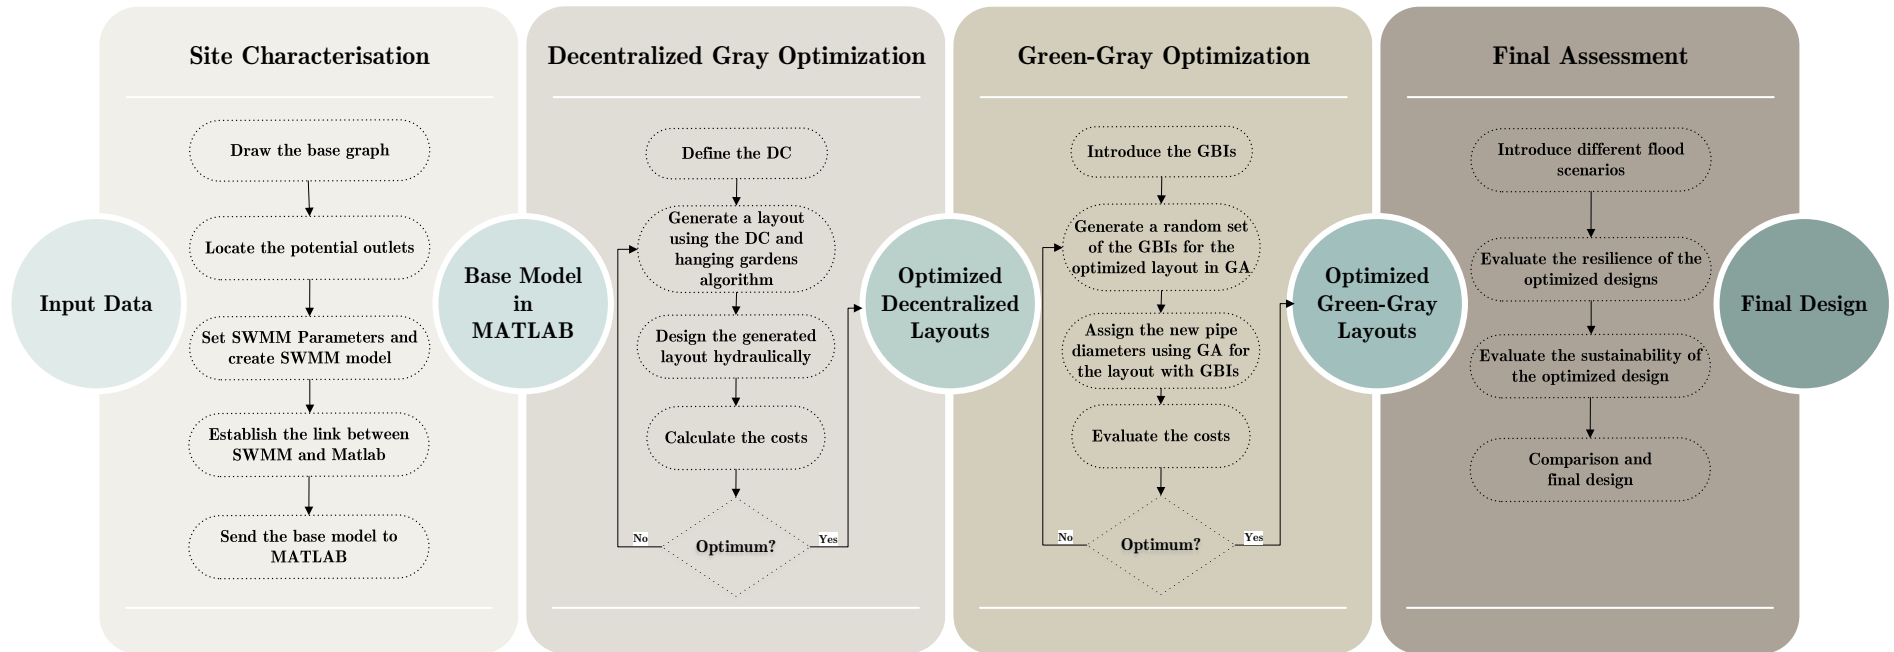 Site Characterisation
Draw the base graph
Locate the potential outlets
Set SWMM Parameters and
create SWMM model
Establish the link between
SWMM and Matlab
Send the base model to
MATLAB
Input Data
Base Model
in
MATLAB
Decentralized Gray Optimization
Define the DC
Generate a layout
using the DC and
hanging gardens
algorithm
Design the generated
layout hydraulically
Calculate the costs
Optimum?
No
Yes
Optimized
Decentralized
Layouts
Green-Gray Optimization
Introduce the GBIs
Generate a random set
of the GBIs for the
optimized layout in GA
Assign the new pipe
diameters using GA for
the layout with GBIs
Evaluate the costs
Optimum?
No
Yes
Optimized
Green-Gray
Layouts
Final Assessment
Introduce different flood
scenarios
Evaluate the resilience of the
optimized designs
Evaluate the sustainability of
the optimized design
Comparison and
final design
Final Design